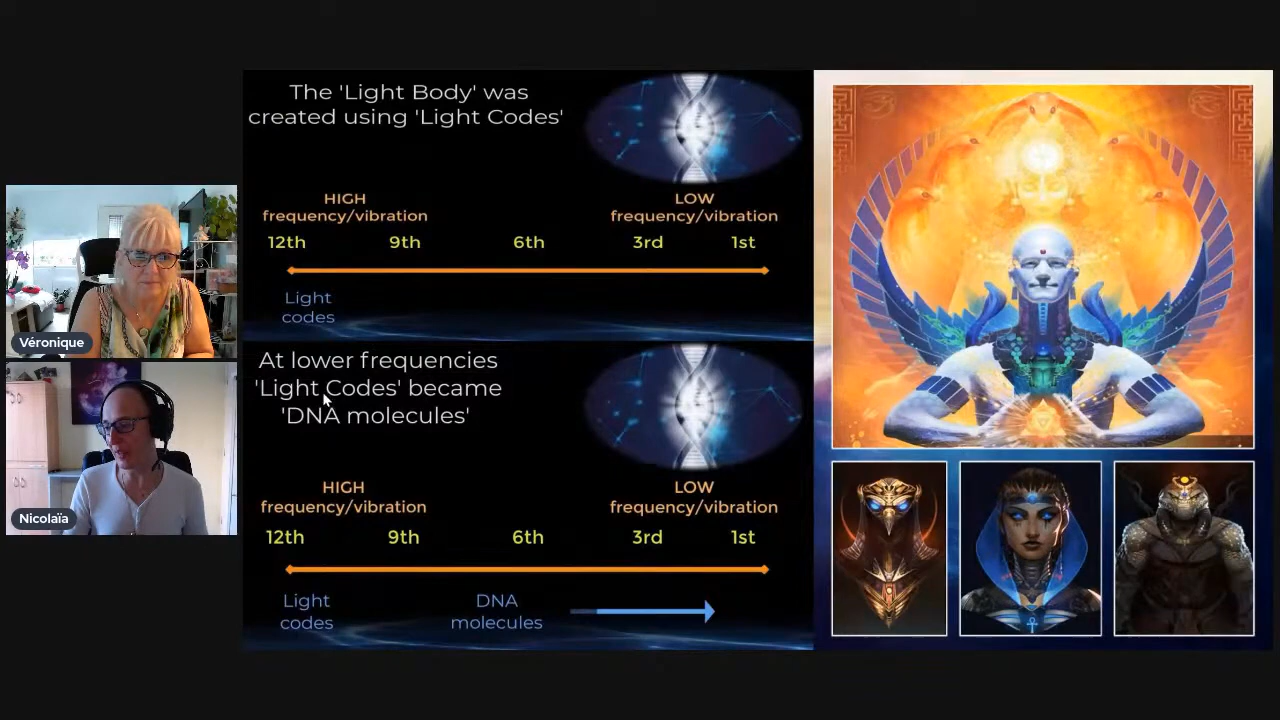 The 'Light Body' was
created using 'Light Codes'
HIGH
frequency/vibration
LOW
frequency/vibration
12th 9th 6th 3rd 1st
Light
codes
At lower frequencies
'Light Codes' became
'DNA molecules'
HIGH
frequency/vibration
LOW
frequency/vibration
12th 9th 6th 3rd 1st
Light
codes
DNA
molecules
Véronique
Nicolaïa